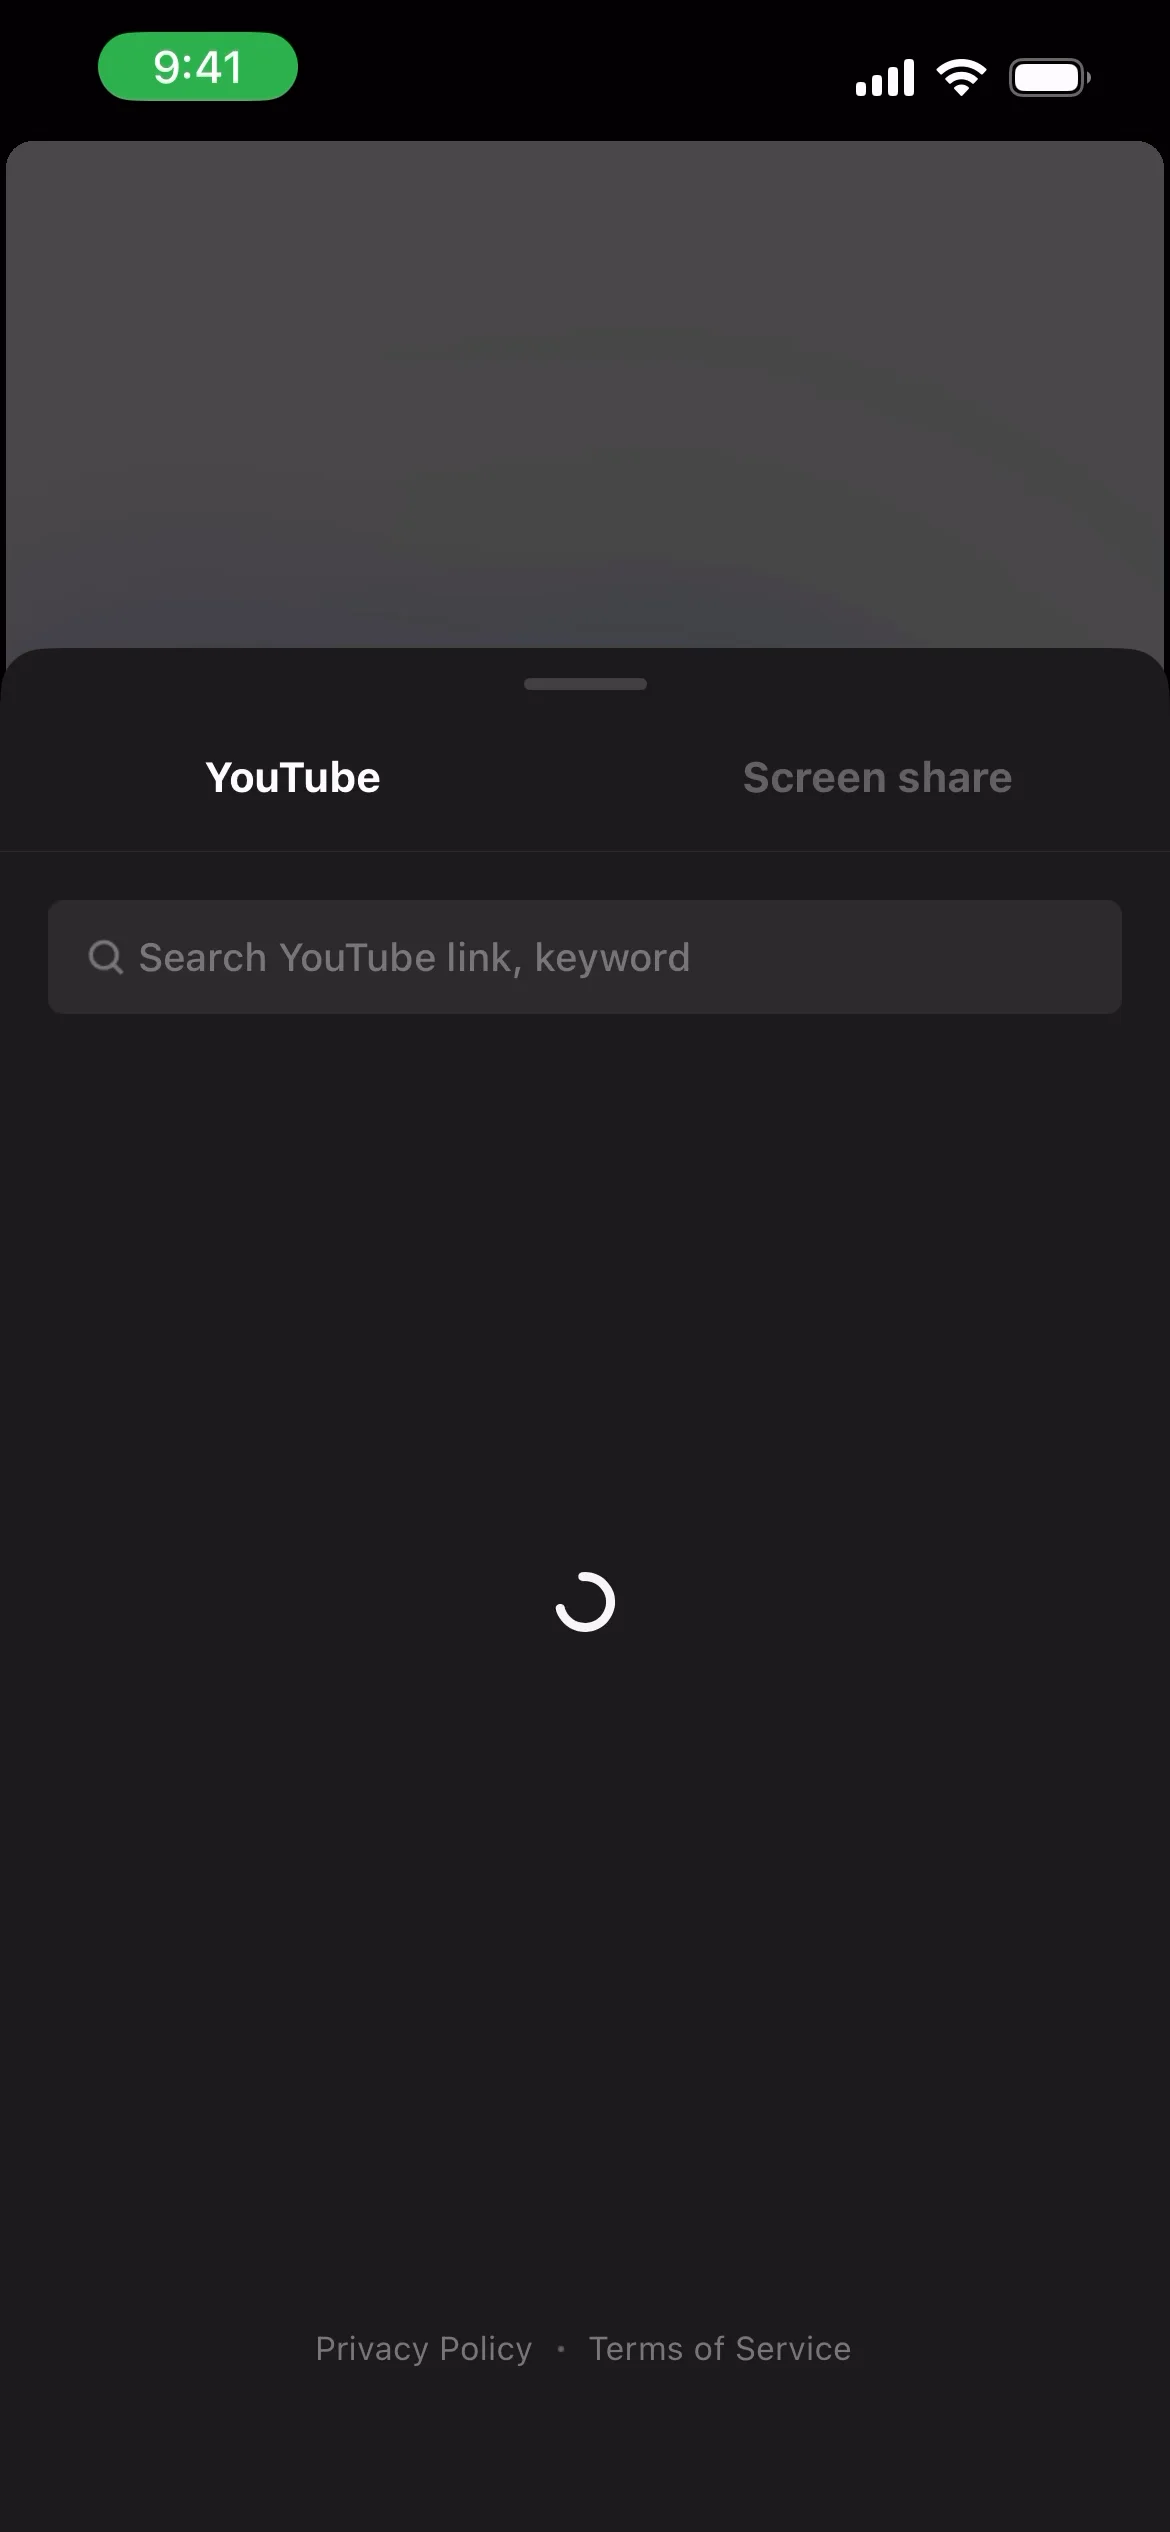 9:41
YouTube
Screen share
Search YouTube link, keyword
Privacy Policy • Terms of Service